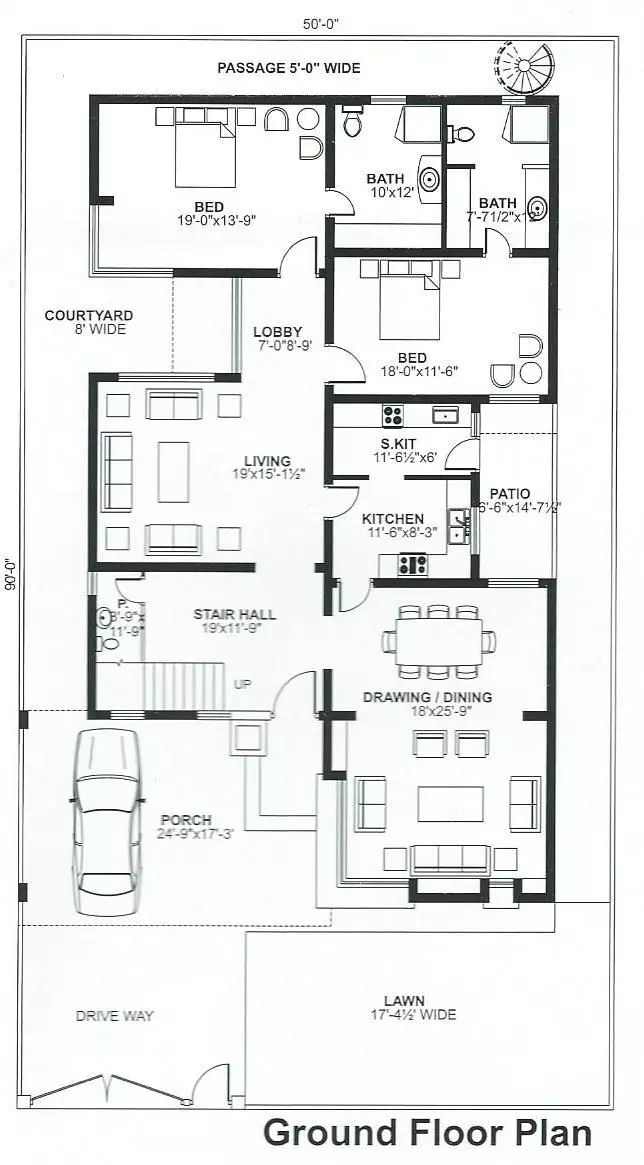 50'-0"
PASSAGE 5'-0" WIDE
BED
19'-0"x13'-9"
BATH
10'x12'
BATH
7'-71/2"x12'
COURTYARD
8' WIDE
LOBBY
7'-0"8'-9'
BED
18'-0"x11'-6"
S.KIT
11'-6½"x6'
LIVING
19'x15'-1½"
PATIO
6'-6"x14'-7½"
KITCHEN
11'-6"x8'-3"
90'-0"
P.
8'-9"x
11'-9"
STAIR HALL
19'x11'-9"
UP
DRAWING / DINING
18'x25'-9"
PORCH
24'-9"x17'-3'
LAWN
17'-4½' WIDE
DRIVE WAY
Ground Floor Plan